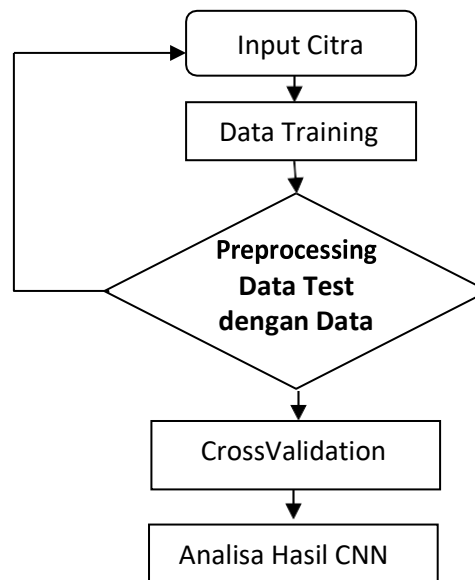 Input Citra
Data Training
Preprocessing
Data Test
dengan Data
CrossValidation
Analisa Hasil CNN